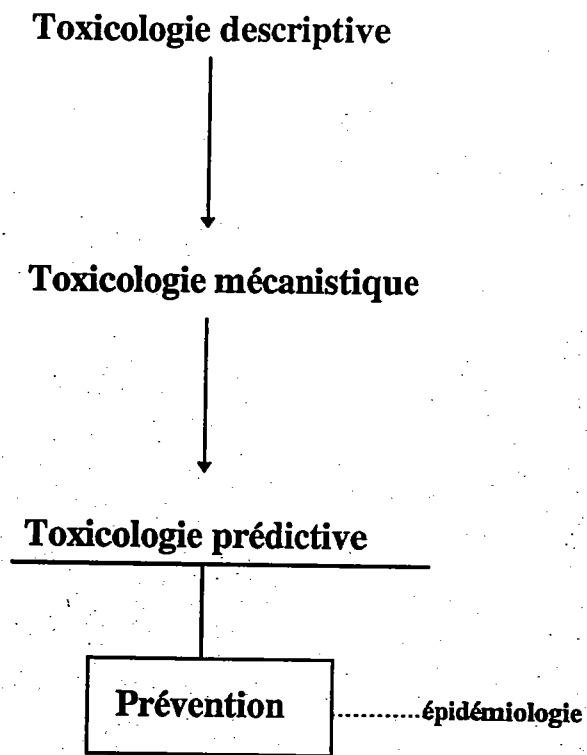 Toxicologie descriptive
Toxicologie mécanistique
Toxicologie prédictive
Prévention ...........épidémiologie